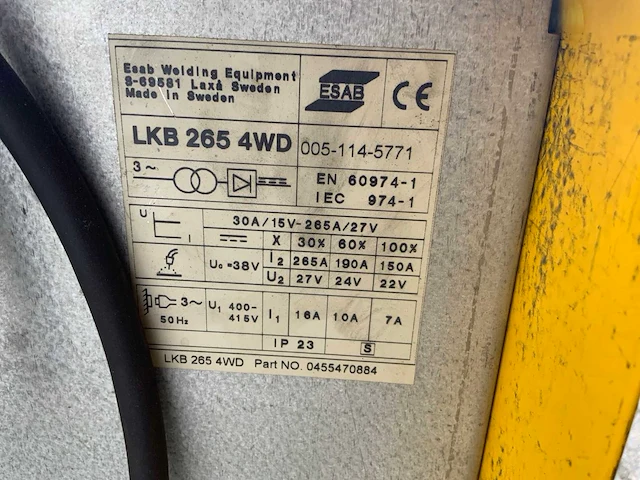 Esab Welding Equipment
S-69581 Laxå Sweden
Made in Sweden
ESAB
CE
LKB 265 4WD 005-114-5771
3~
EN 60974-1
IEC 974-1
U
I
30A/15V-265A/27V
X 30% 60% 100%
U₀=38V I₂ 265A 190A 150A
U₂ 27V 24V 22V
3~ 50Hz U₁ 400-415V I₁ 16A 10A 7A
IP 23 S
LKB 265 4WD Part NO. 0455470884